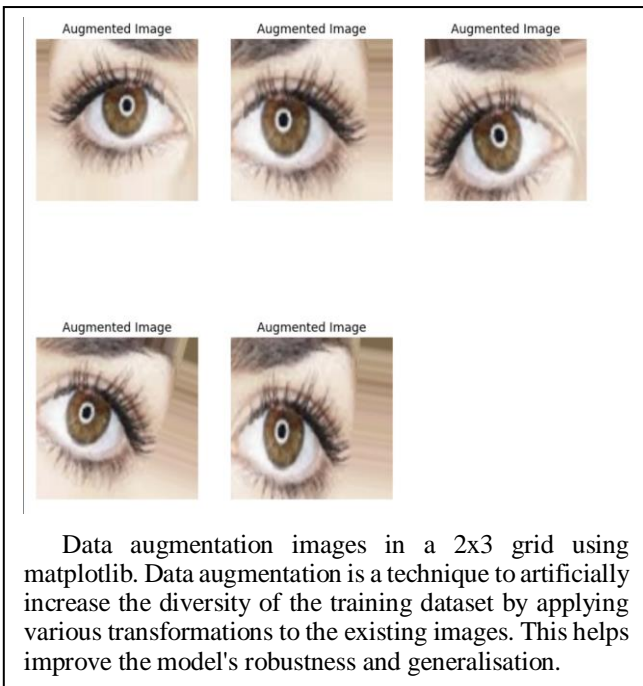 Augmented Image
Augmented Image
Augmented Image
Augmented Image
Augmented Image
Data augmentation images in a 2x3 grid using
matplotlib. Data augmentation is a technique to artificially
increase the diversity of the training dataset by applying
various transformations to the existing images. This helps
improve the model's robustness and generalisation.